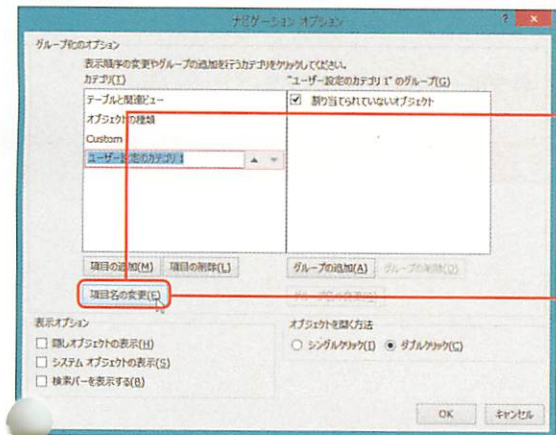 ナビゲーション オプション
グループ化のオプション
表示順序の変更やグループの追加を行うカテゴリをクリックしてください。
カテゴリ(T)
"ユーザー設定のカテゴリ 1" のグループ(G)
テーブルと関連ビュー
オブジェクトの種類
Custom
ユーザー設定のカテゴリ 1
割り当てられていないオブジェクト
項目の追加(M) 項目の削除(L)
グループの追加(A) グループの削除(D)
項目名の変更(E)
表示オプション
隠しオブジェクトの表示(H)
システム オブジェクトの表示(S)
検索バーを表示する(B)
オブジェクトを開く方法
シングルクリック(I) ダブルクリック(C)
OK キャンセル